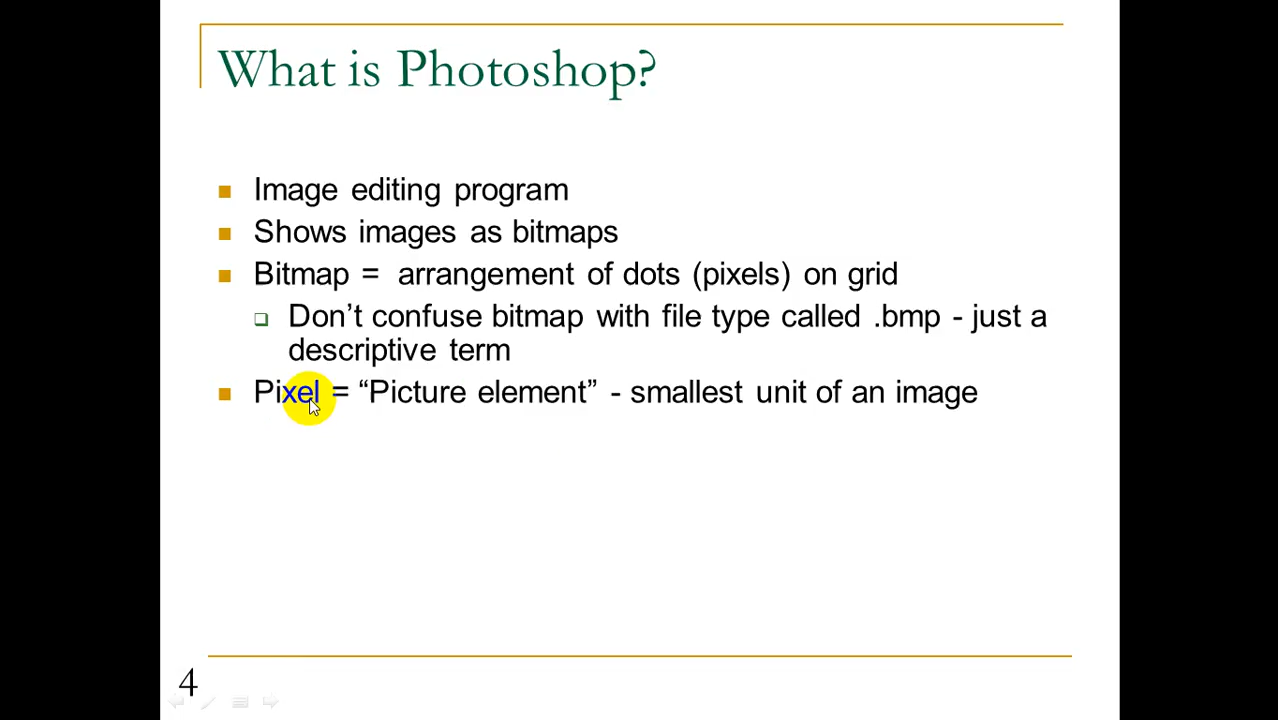 What is Photoshop?
Image editing program
Shows images as bitmaps
Bitmap = arrangement of dots (pixels) on grid
Don’t confuse bitmap with file type called .bmp - just a
descriptive term
Pixel = “Picture element” - smallest unit of an image
4